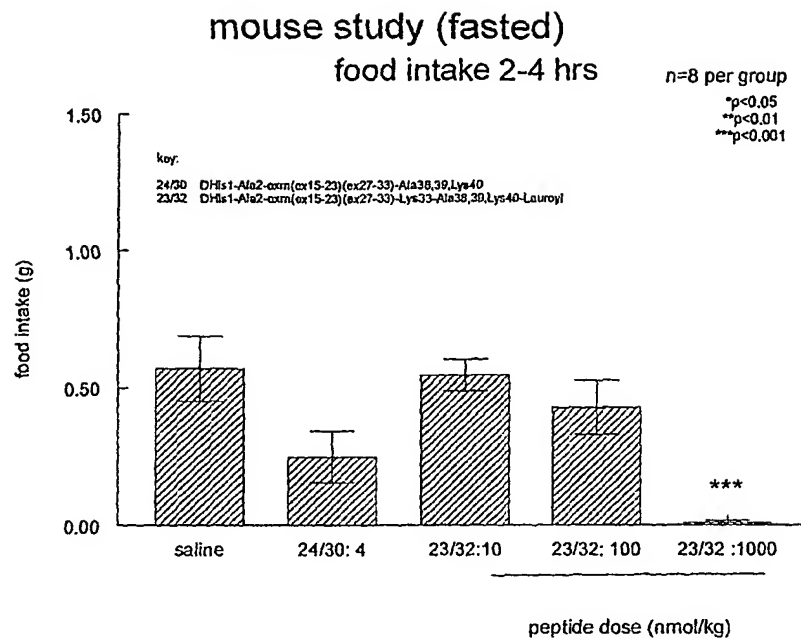 mouse study (fasted)
food intake 2-4 hrs
n=8 per group
*p<0.05
**p<0.01
***p<0.001
key:
24/30 DHis1-Ala2-oxm(ex15-23)(ex27-33)-Ala38,39,Lys40
23/32 DHis1-Ala2-oxm(ex15-23)(ex27-33)-Lys33-Ala38,39,Lys40-Lauroyl
food intake (g)
1.50
1.00
0.50
0.00
***
saline 24/30: 4 23/32:10 23/32: 100 23/32 :1000
peptide dose (nmol/kg)